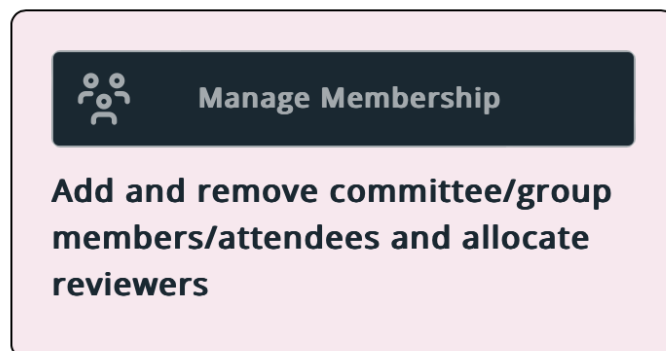 Manage Membership
Add and remove committee/group
members/attendees and allocate
reviewers